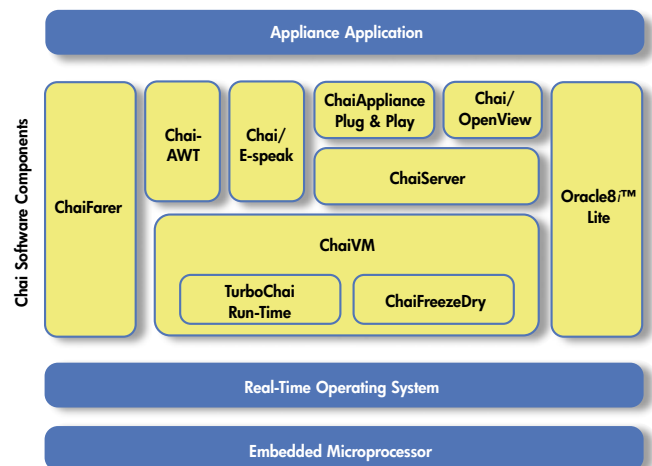 Appliance Application
Chai Software Components
ChaiFarer
Chai-
AWT
Chai/
E-speak
ChaiAppliance
Plug & Play
Chai/
OpenView
ChaiServer
Oracle8i™
Lite
ChaiVM
TurboChai
Run-Time
ChaiFreezeDry
Real-Time Operating System
Embedded Microprocessor